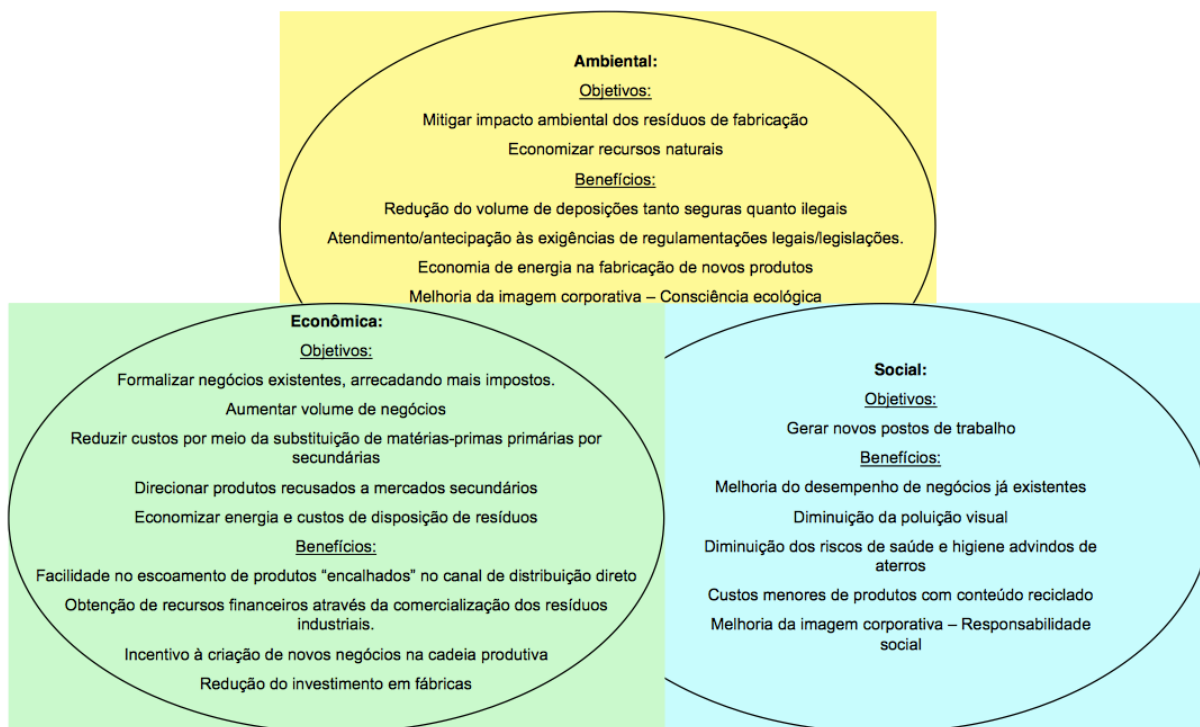 Ambiental:
Objetivos:
Mitigar impacto ambiental dos resíduos de fabricação
Economizar recursos naturais
Benefícios:
Redução do volume de deposições tanto seguras quanto ilegais
Atendimento/antecipação às exigências de regulamentações legais/legislações.
Economia de energia na fabricação de novos produtos
Melhoria da imagem corporativa – Consciência ecológica
Econômica:
Objetivos:
Formalizar negócios existentes, arrecadando mais impostos.
Aumentar volume de negócios
Reduzir custos por meio da substituição de matérias-primas primárias por
secundárias
Direcionar produtos recusados a mercados secundários
Economizar energia e custos de disposição de resíduos
Benefícios:
Facilidade no escoamento de produtos “encalhados” no canal de distribuição direto
Obtenção de recursos financeiros através da comercialização dos resíduos
industriais.
Incentivo à criação de novos negócios na cadeia produtiva
Redução do investimento em fábricas
Social:
Objetivos:
Gerar novos postos de trabalho
Benefícios:
Melhoria do desempenho de negócios já existentes
Diminuição da poluição visual
Diminuição dos riscos de saúde e higiene advindos de
aterros
Custos menores de produtos com conteúdo reciclado
Melhoria da imagem corporativa – Responsabilidade
social